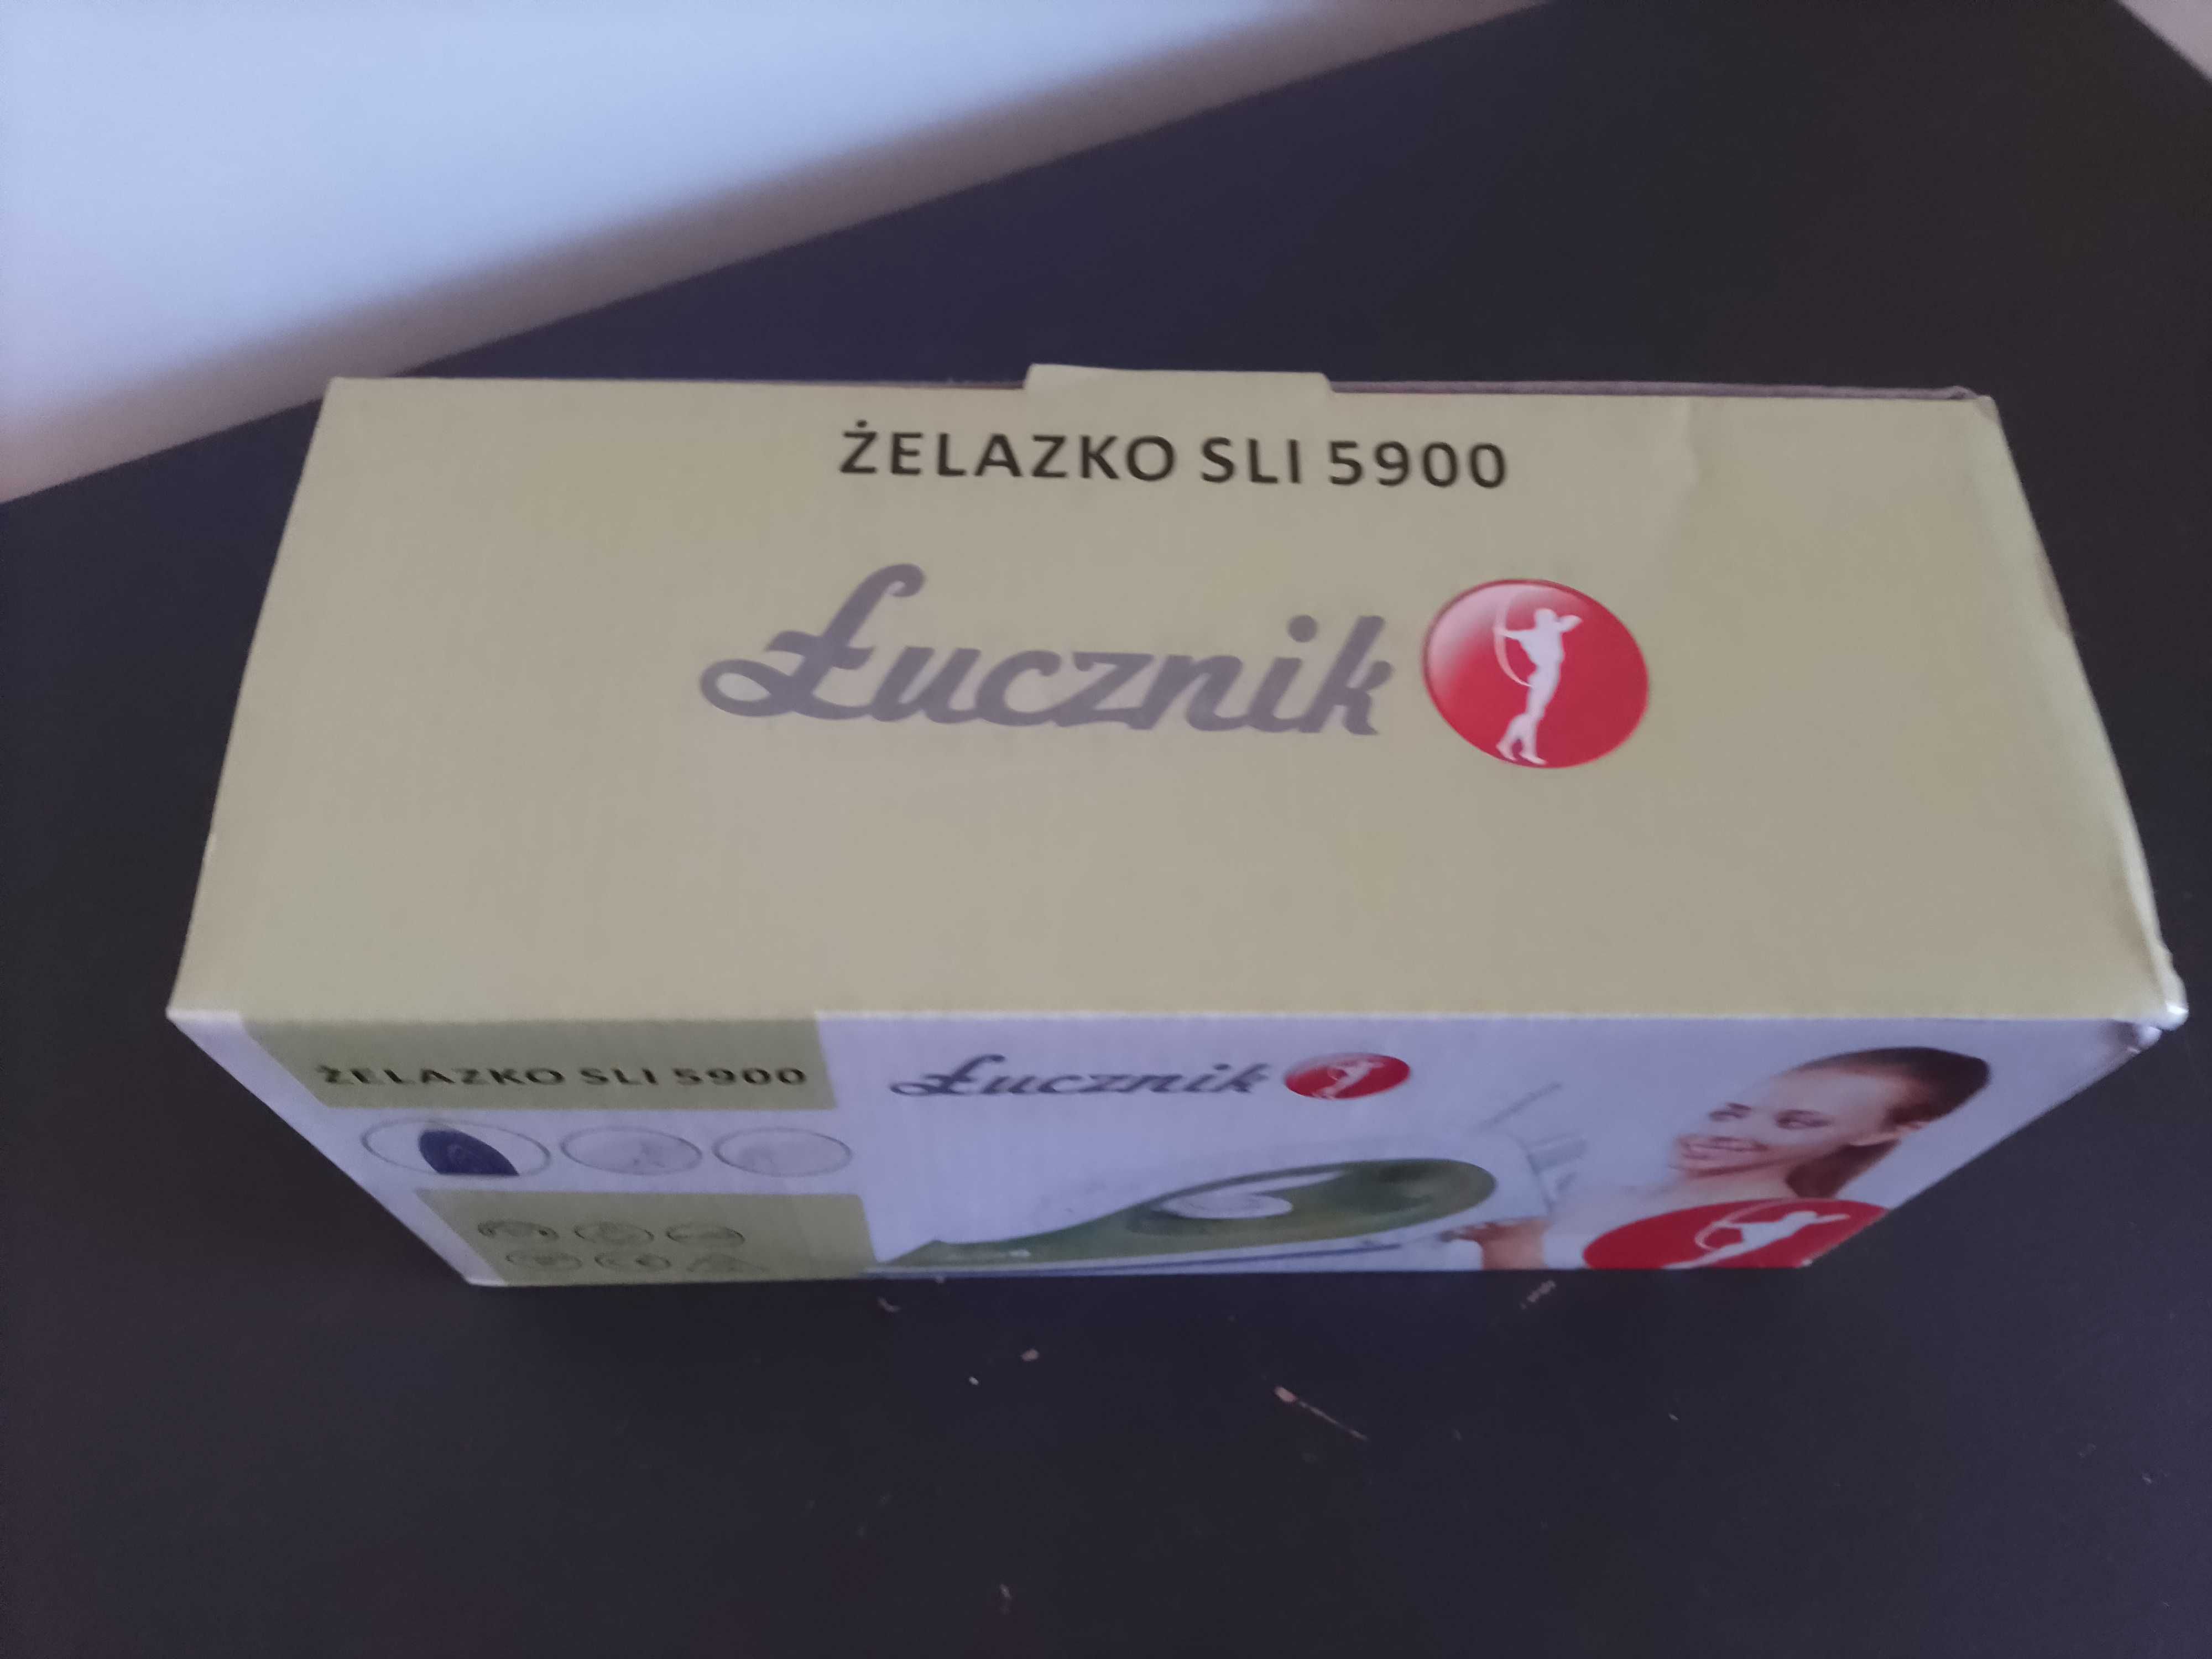 ŻELAZKO SLI 5900
Łucznik
ŻELAZKO SLI 5900
Łucznik